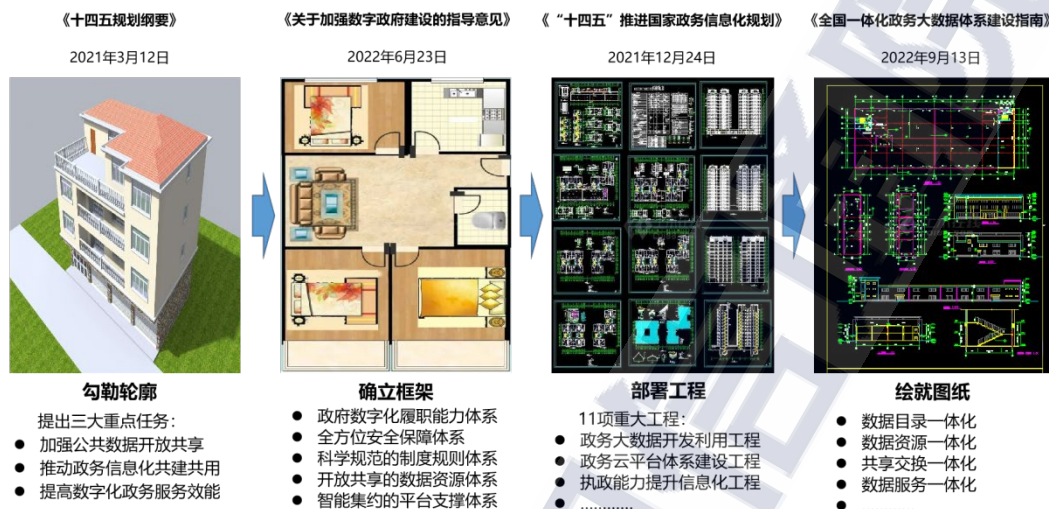 《十四五规划纲要》
2021年3月12日
勾勒轮廓
提出三大重点任务：
● 加强公共数据开放共享
● 推动政务信息化共建共用
● 提高数字化政务服务效能
《关于加强数字政府建设的指导意见》
2022年6月23日
确立框架
● 政府数字化履职能力体系
● 全方位安全保障体系
● 科学规范的制度规则体系
● 开放共享的数据资源体系
● 智能集约的平台支撑体系
《“十四五”推进国家政务信息化规划》
2021年12月24日
部署工程
11项重大工程：
● 政务大数据开发利用工程
● 政务云平台体系建设工程
● 执政能力提升信息化工程
● ............
《全国一体化政务大数据体系建设指南》
2022年9月13日
绘就图纸
● 数据目录一体化
● 数据资源一体化
● 共享交换一体化
● 数据服务一体化